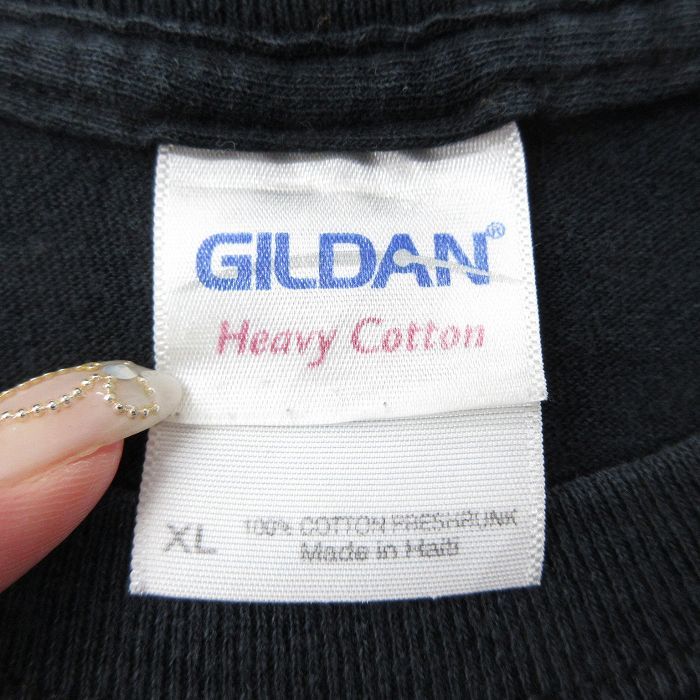 GILDAN®
Heavy Cotton
XL 100% COTTON PRESHRUNK
Made in Haiti